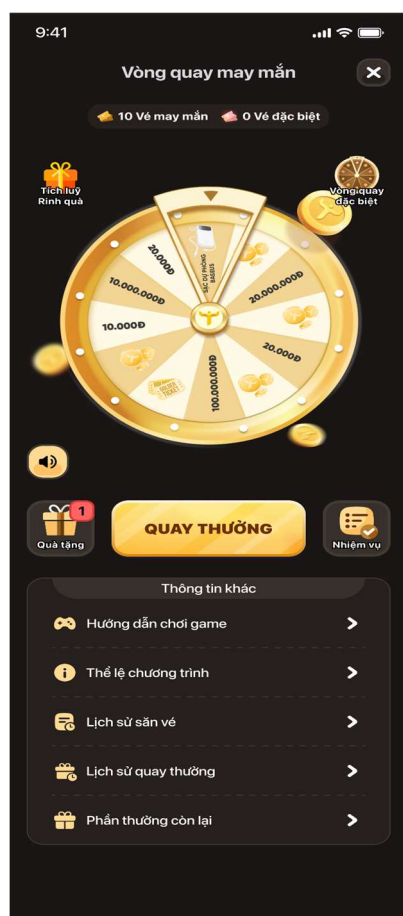 9:41
Vòng quay may mắn
10 Vé may mắn 0 Vé đặc biệt
Tích luỹ
Rinh quà
Vòng quay
đặc biệt
SẠC DỰ PHÒNG
BASEUS
20.000Đ
10.000.000Đ
10.000Đ
GOLDEN
TICKET
100.000.000Đ
20.000Đ
20.000.000Đ
1
Quà tặng
QUAY THƯỞNG
Nhiệm vụ
Thông tin khác
Hướng dẫn chơi game
Thể lệ chương trình
Lịch sử săn vé
Lịch sử quay thưởng
Phần thưởng còn lại